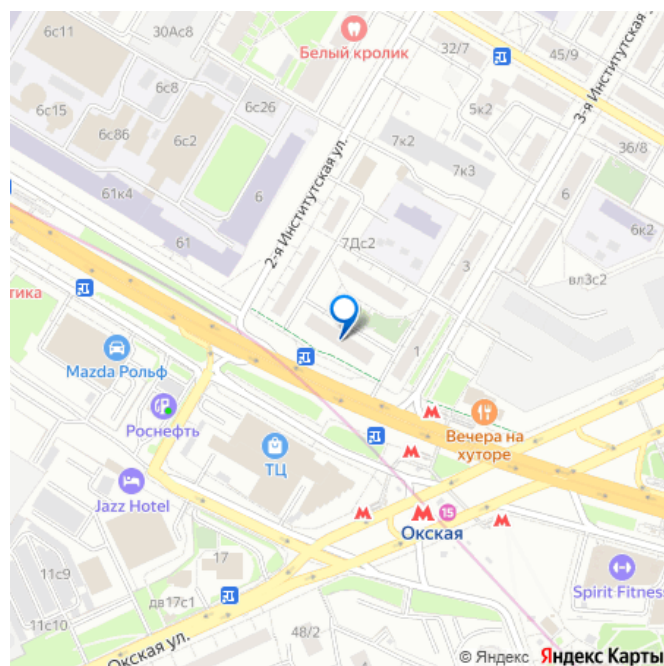 6с11
30Ас8
Белый кролик
32/7
45/9
3-я Институтская у
6с8
6с26
6с15
6с86
6с2
5к2
7к2
7к3
36/8
2-я Институтская ул.
61к4
6
6
6к2
61
7Дс2
3
вл3с2
тика
1
Mazda Рольф
Роснефть
Вечера на
хуторе
ТЦ
Jazz Hotel
15
Окская
17
11с9
Spirit Fitness
дв17с1
11с10
48/2
Окская ул.
© Яндекс Яндекс Карты